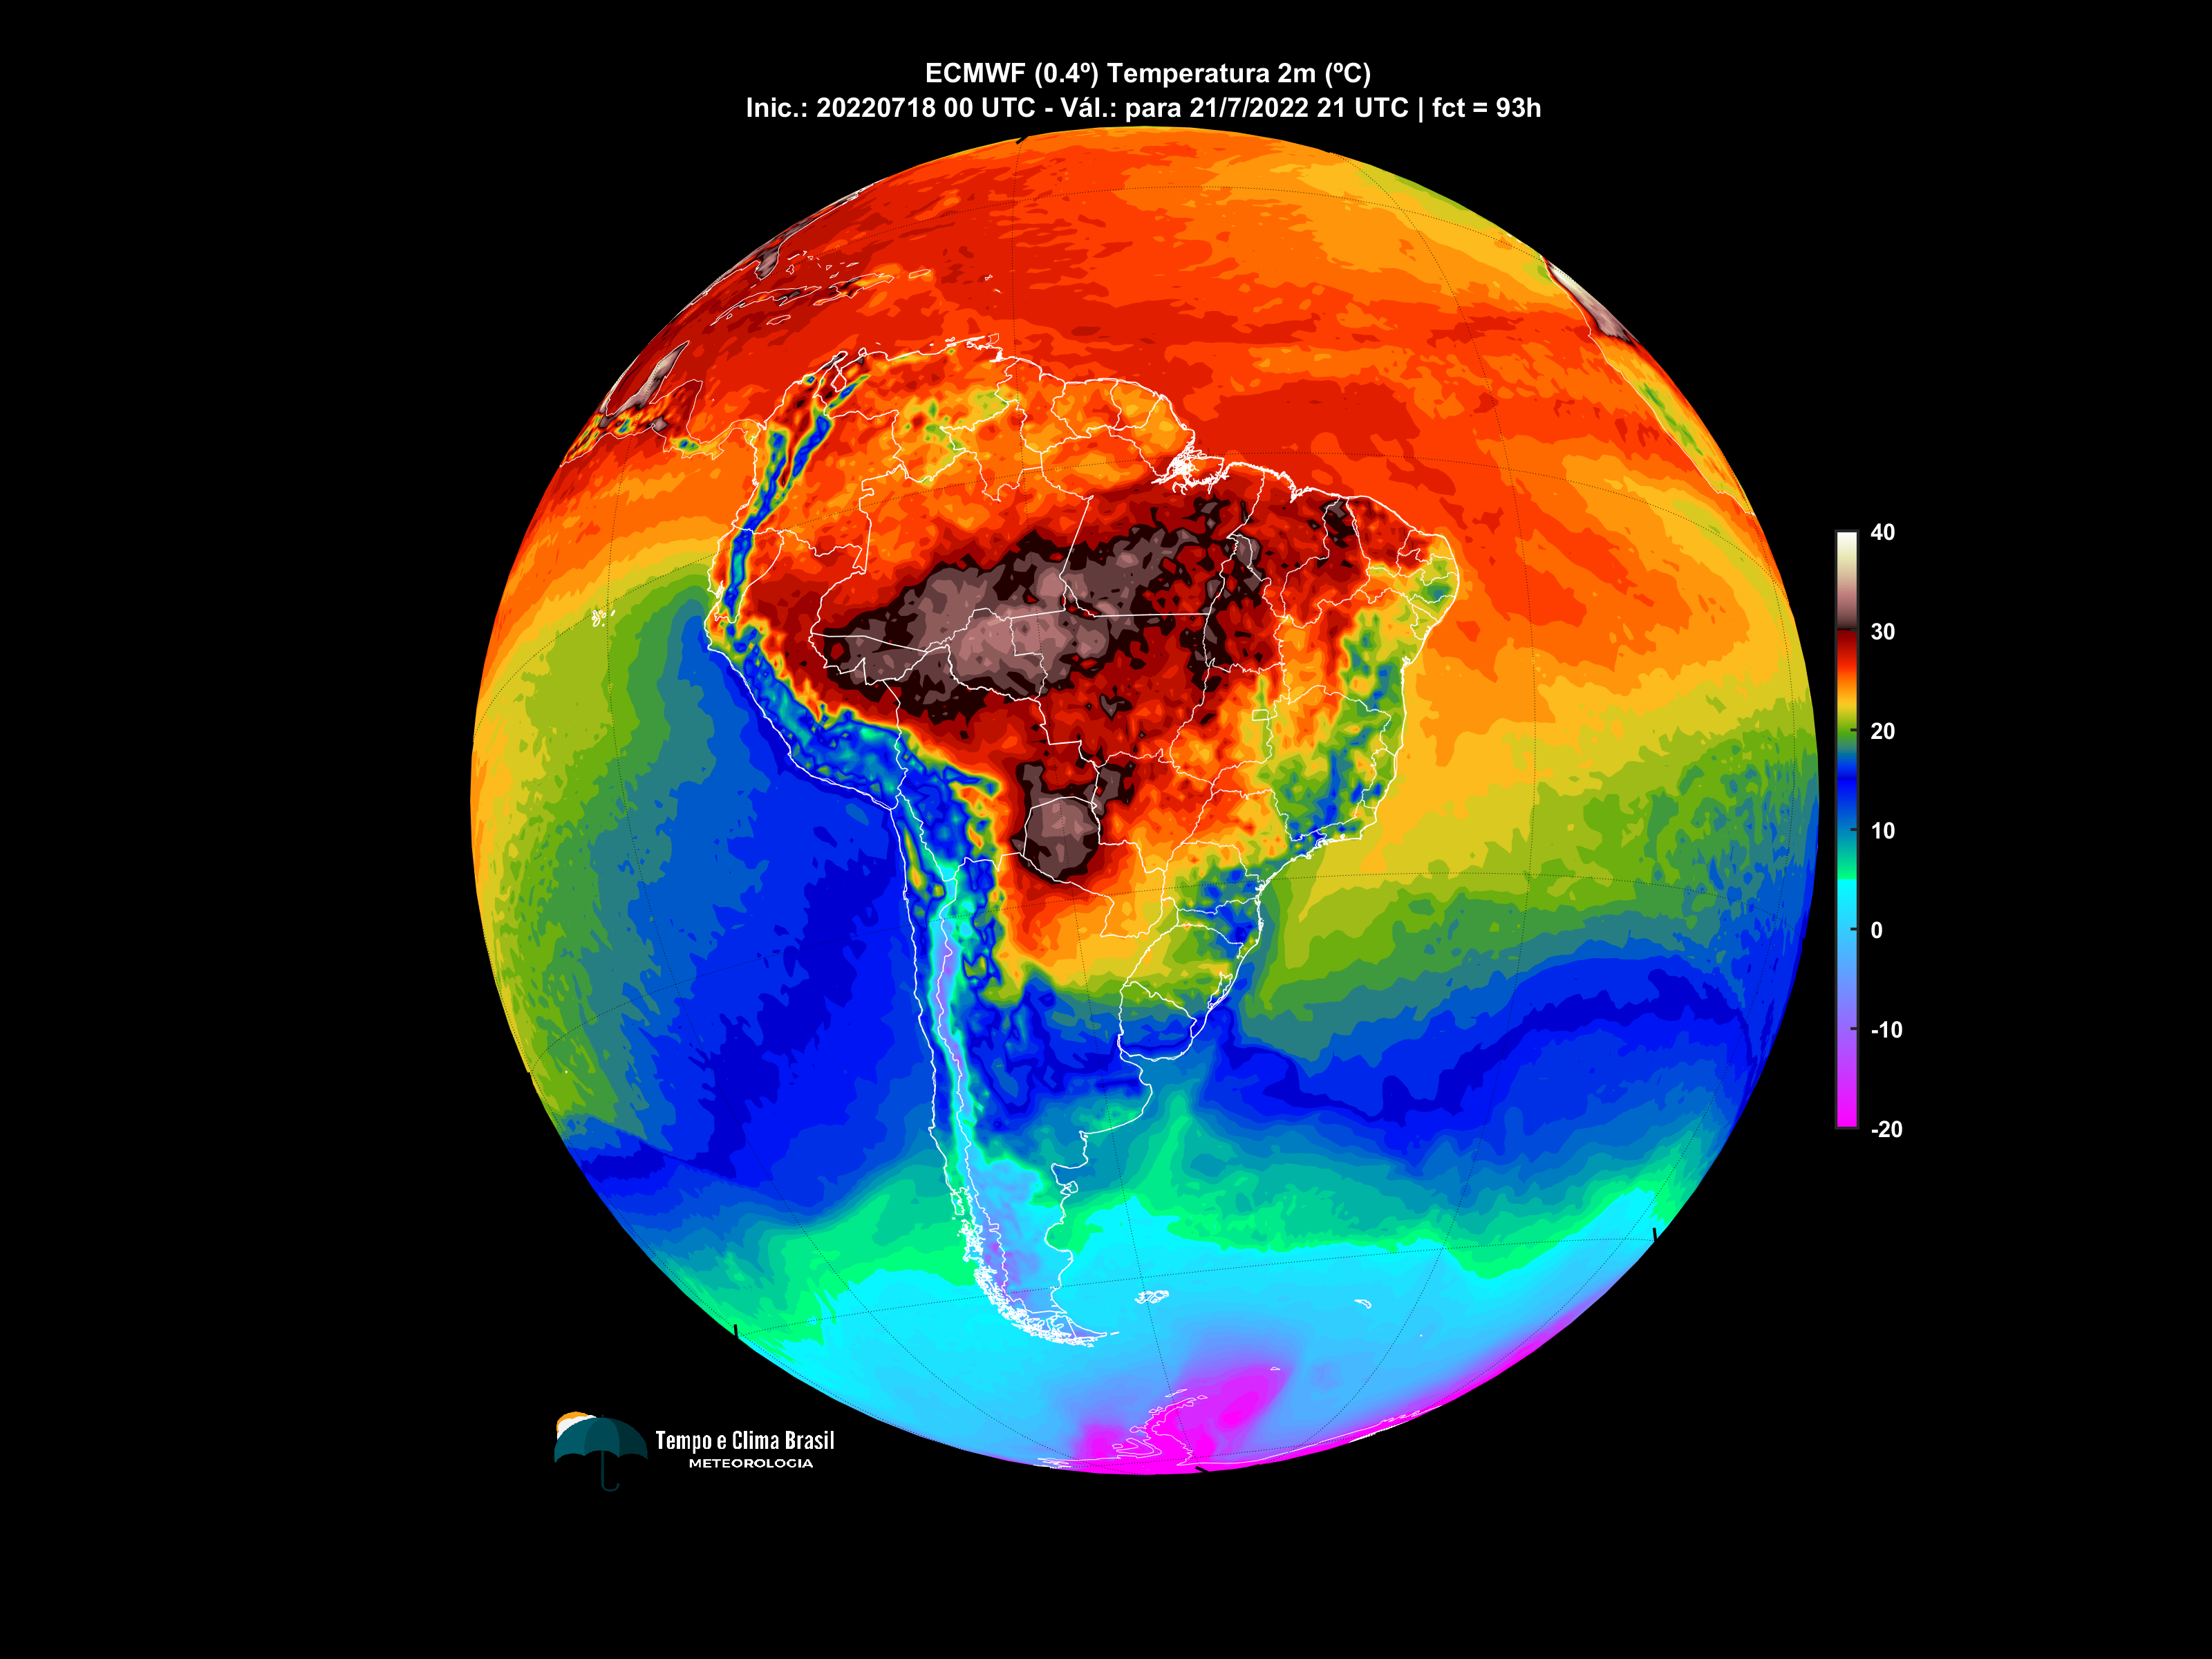 ECMWF (0.4º) Temperatura 2m (ºC)
Inic.: 20220718 00 UTC - Vál.: para 21/7/2022 21 UTC | fct = 93h
40
30
20
10
0
-10
-20
Tempo e Clima Brasil
METEOROLOGIA